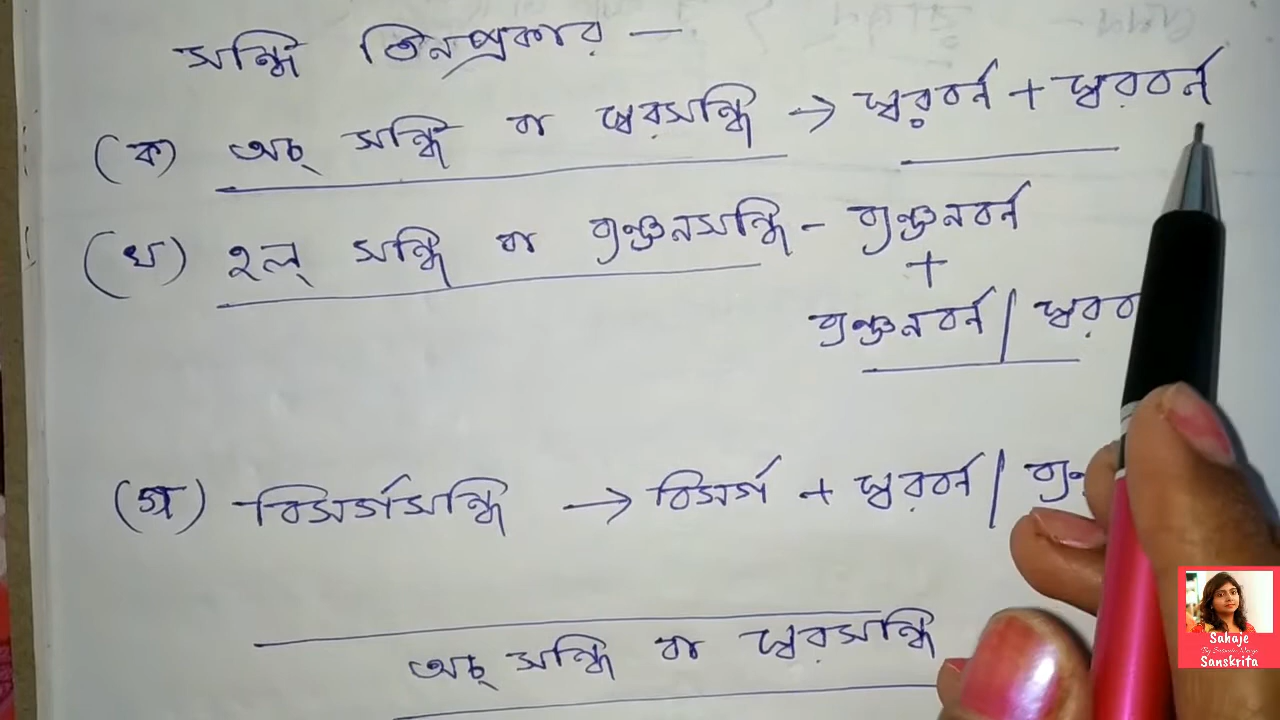 সন্ধি তিনপ্রকার —
(ক) অচ্ সন্ধি বা স্বরসন্ধি → স্বরবর্ন + স্বরবর্ন
(খ) হল্ সন্ধি বা ব্যঞ্জনসন্ধি - ব্যঞ্জনবর্ন
+
ব্যঞ্জনবর্ন | স্বরব
(গ) বিসর্গসন্ধি → বিসর্গ + স্বরবর্ন |
অচ্ সন্ধি বা স্বরসন্ধি
Sahaje
Sanskrita